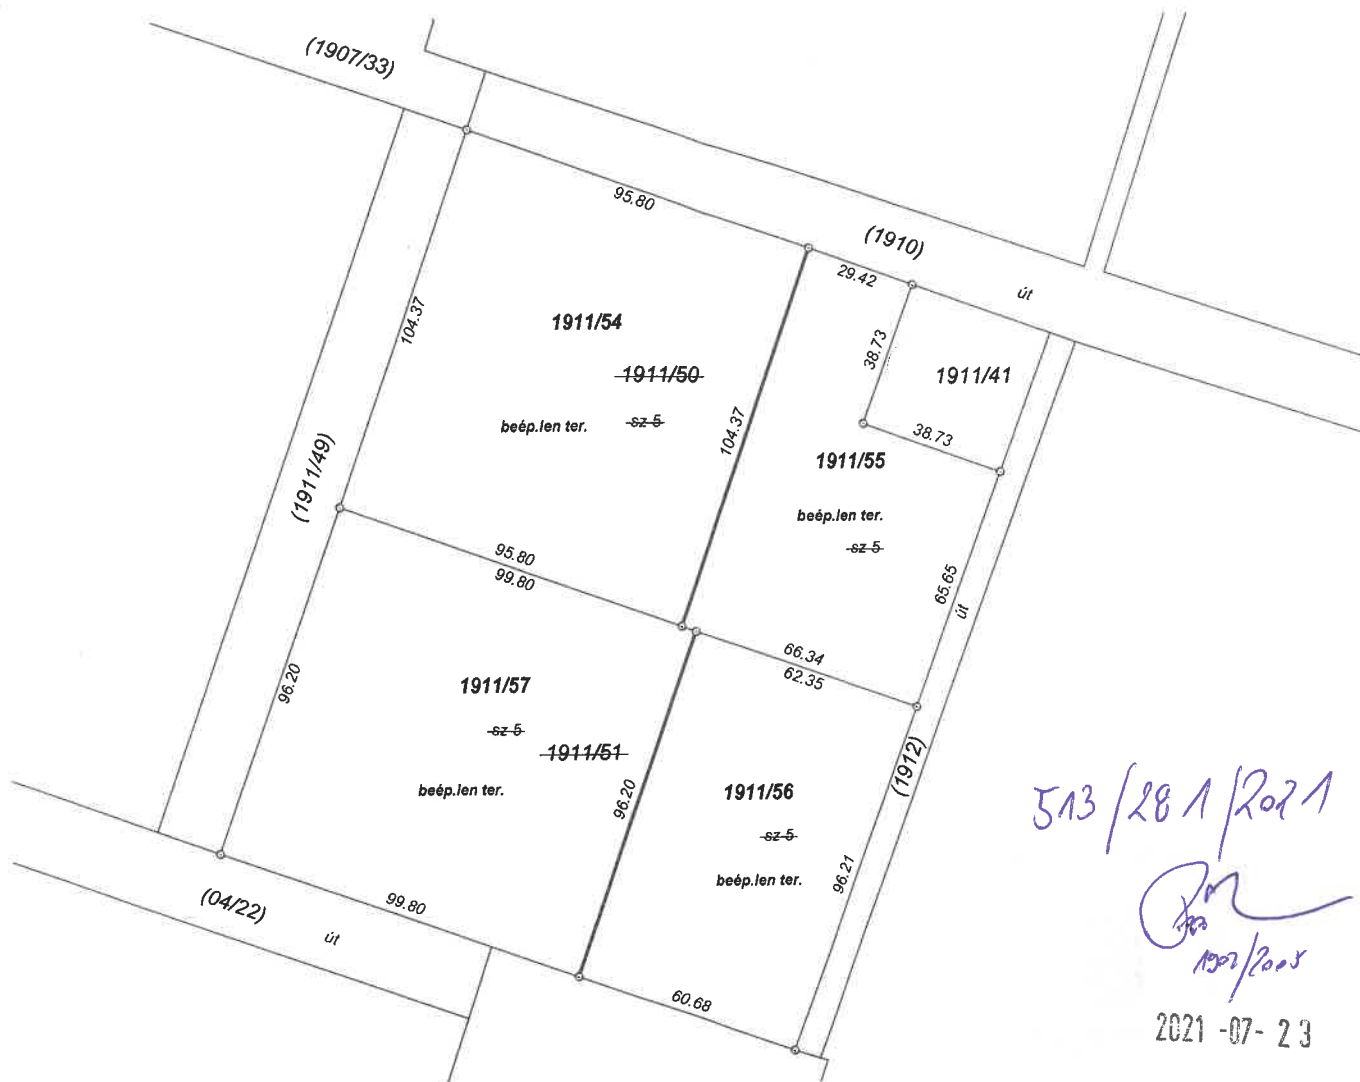 (1907/33)
95.80
(1910)
29.42
út
104.37
1911/54
38.73
1911/41
1911/50
beép.len ter.
sz 5
104.37
38.73
1911/55
(1911/49)
beép.len ter.
sz 5
95.80
99.80
65.65
út
66.34
62.35
96.20
1911/57
sz 5
1911/51
beép.len ter.
96.20
1911/56
sz 5
beép.len ter.
(1912)
96.21
513/281/2021
(04/22)
út
99.80
60.68
2021 -07- 23